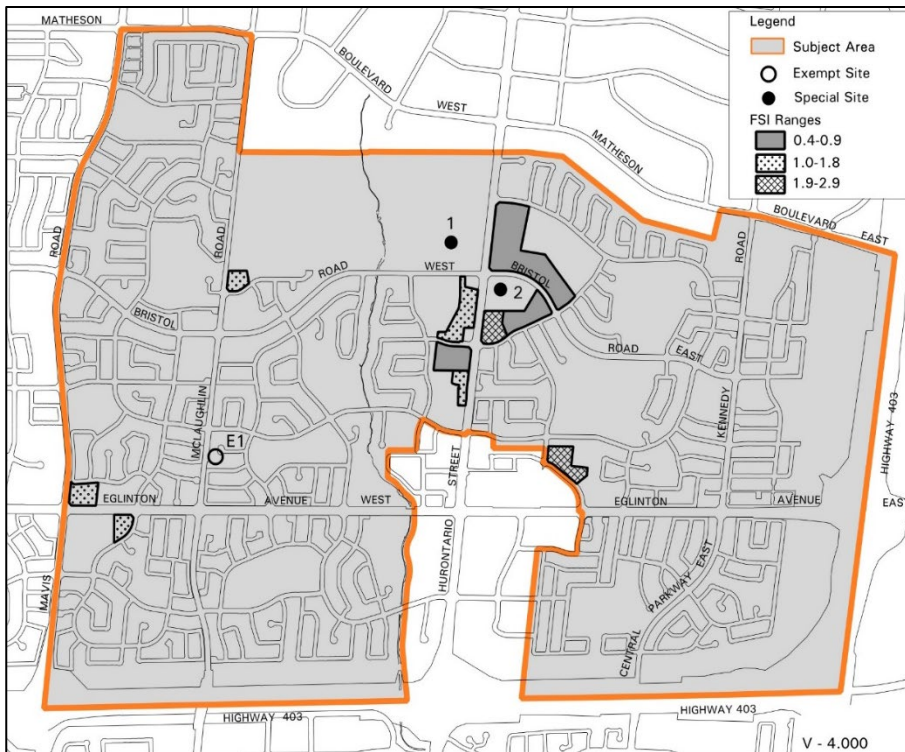 MATHESON
BOULEVARD
WEST
MATHESON
BOULEVARD
EAST
Legend
Subject Area
Exempt Site
Special Site
FSI Ranges
0.4-0.9
1.0-1.8
1.9-2.9
ROAD
ROAD
ROAD
1
ROAD
WEST
BRISTOL
2
BRISTOL
ROAD
EAST
MCLAUGHLIN
E1
KENNEDY
HIGHWAY 403
STREET
EGLINTON
AVENUE
WEST
EGLINTON
AVENUE
EAST
HURONTARIO
MAVIS
PARKWAY EAST
CENTRAL
HIGHWAY 403
HIGHWAY 403
V - 4.000